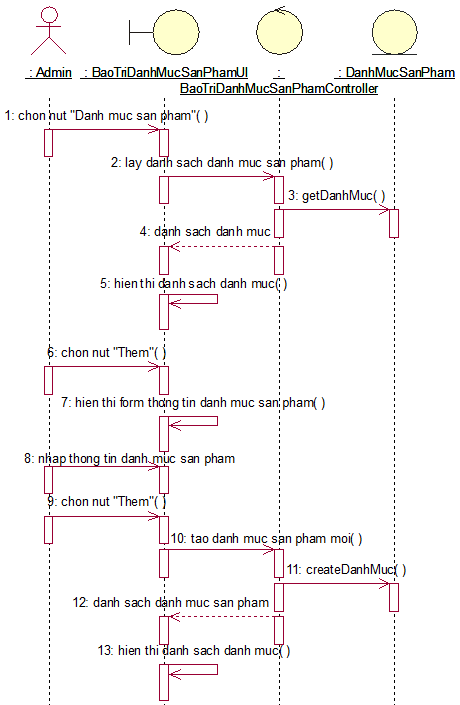 : Admin
: BaoTriDanhMucSanPhamUI
:
BaoTriDanhMucSanPhamController
: DanhMucSanPham
1: chon nut "Danh muc san pham"( )
2: lay danh sach danh muc san pham( )
3: getDanhMuc( )
4: danh sach danh muc
5: hien thi danh sach danh muc( )
6: chon nut "Them"( )
7: hien thi form thong tin danh muc san pham( )
8: nhap thong tin danh muc san pham
9: chon nut "Them"( )
10: tao danh muc san pham moi( )
11: createDanhMuc( )
12: danh sach danh muc san pham
13: hien thi danh sach danh muc( )